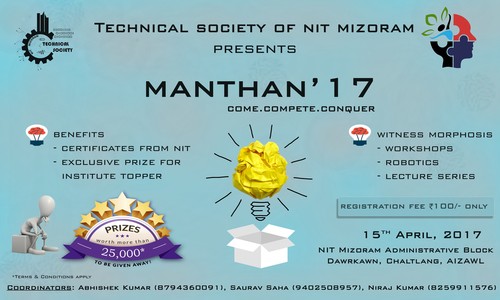 TECHNICAL SOCIETY OF NIT MIZORAM
PRESENTS
TECHNICAL
SOCIETY
MANTHAN'17
COME.COMPETE.CONQUER
BENEFITS
- CERTIFICATES FROM NIT
- EXCLUSIVE PRIZE FOR
INSTITUTE TOPPER
WITNESS MORPHOSIS
- WORKSHOPS
- ROBOTICS
- LECTURE SERIES
REGISTRATION FEE ₹100/- ONLY
PRIZES
worth more than
25,000*
TO BE GIVEN AWAY!
15TH APRIL, 2017
NIT MIZORAM ADMINISTRATIVE BLOCK
DAWRKAWN, CHALTLANG, AIZAWL
*TERMS & CONDITIONS APPLY
COORDINATORS: ABHISHEK KUMAR (8794360091), SAURAV SAHA (9402508957), NIRAJ KUMAR (8259911576)